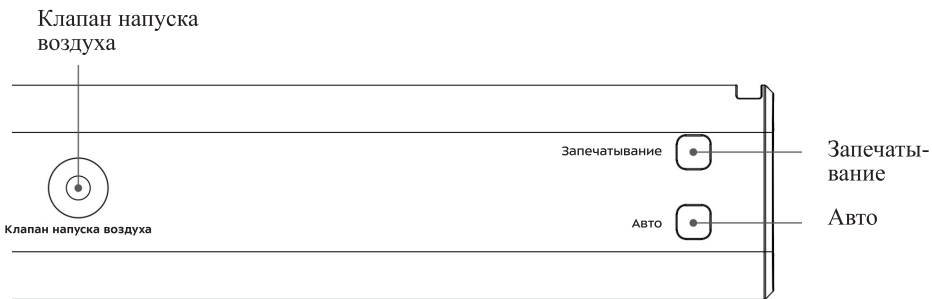 Клапан напуска
воздуха
Запечатывание
Запечаты-
вание
Клапан напуска воздуха
Авто
Авто